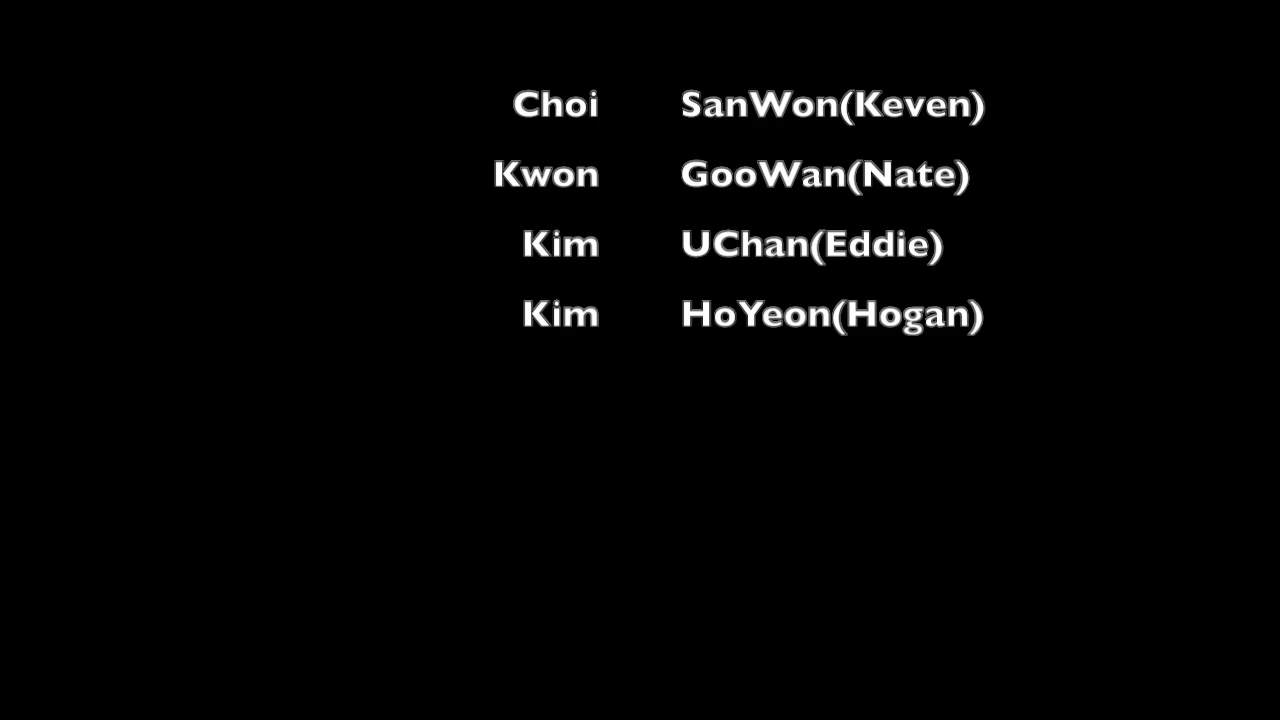 Choi SanWon(Keven)
Kwon GooWan(Nate)
Kim UChan(Eddie)
Kim HoYeon(Hogan)